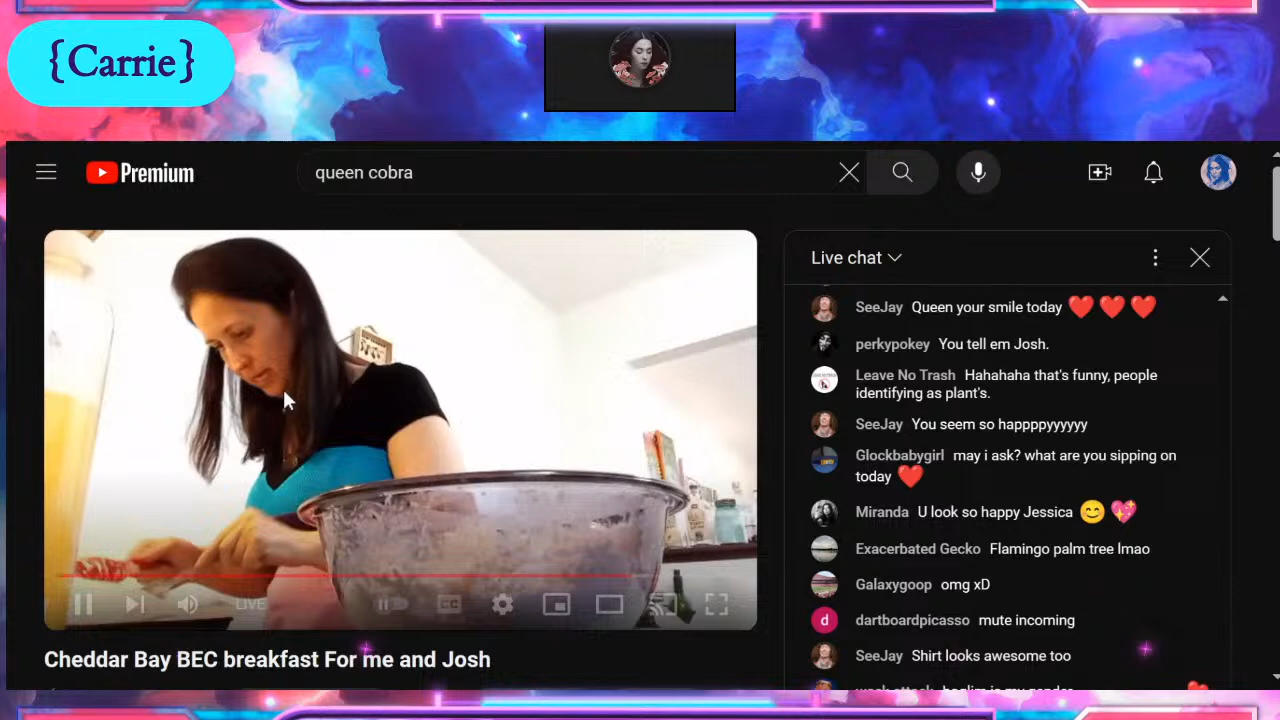 {Carrie}
Premium
queen cobra
Live chat
SeeJay Queen your smile today
perkypokey You tell em Josh.
Leave No Trash Hahahaha that's funny, people
identifying as plant's.
SeeJay You seem so happppyyyyy
Glockbabygirl may i ask? what are you sipping on
today
Miranda U look so happy Jessica
Exacerbated Gecko Flamingo palm tree lmao
Galaxygoop omg xD
d dartboardpicasso mute incoming
SeeJay Shirt looks awesome too
LIVE
CC
Cheddar Bay BEC breakfast For me and Josh